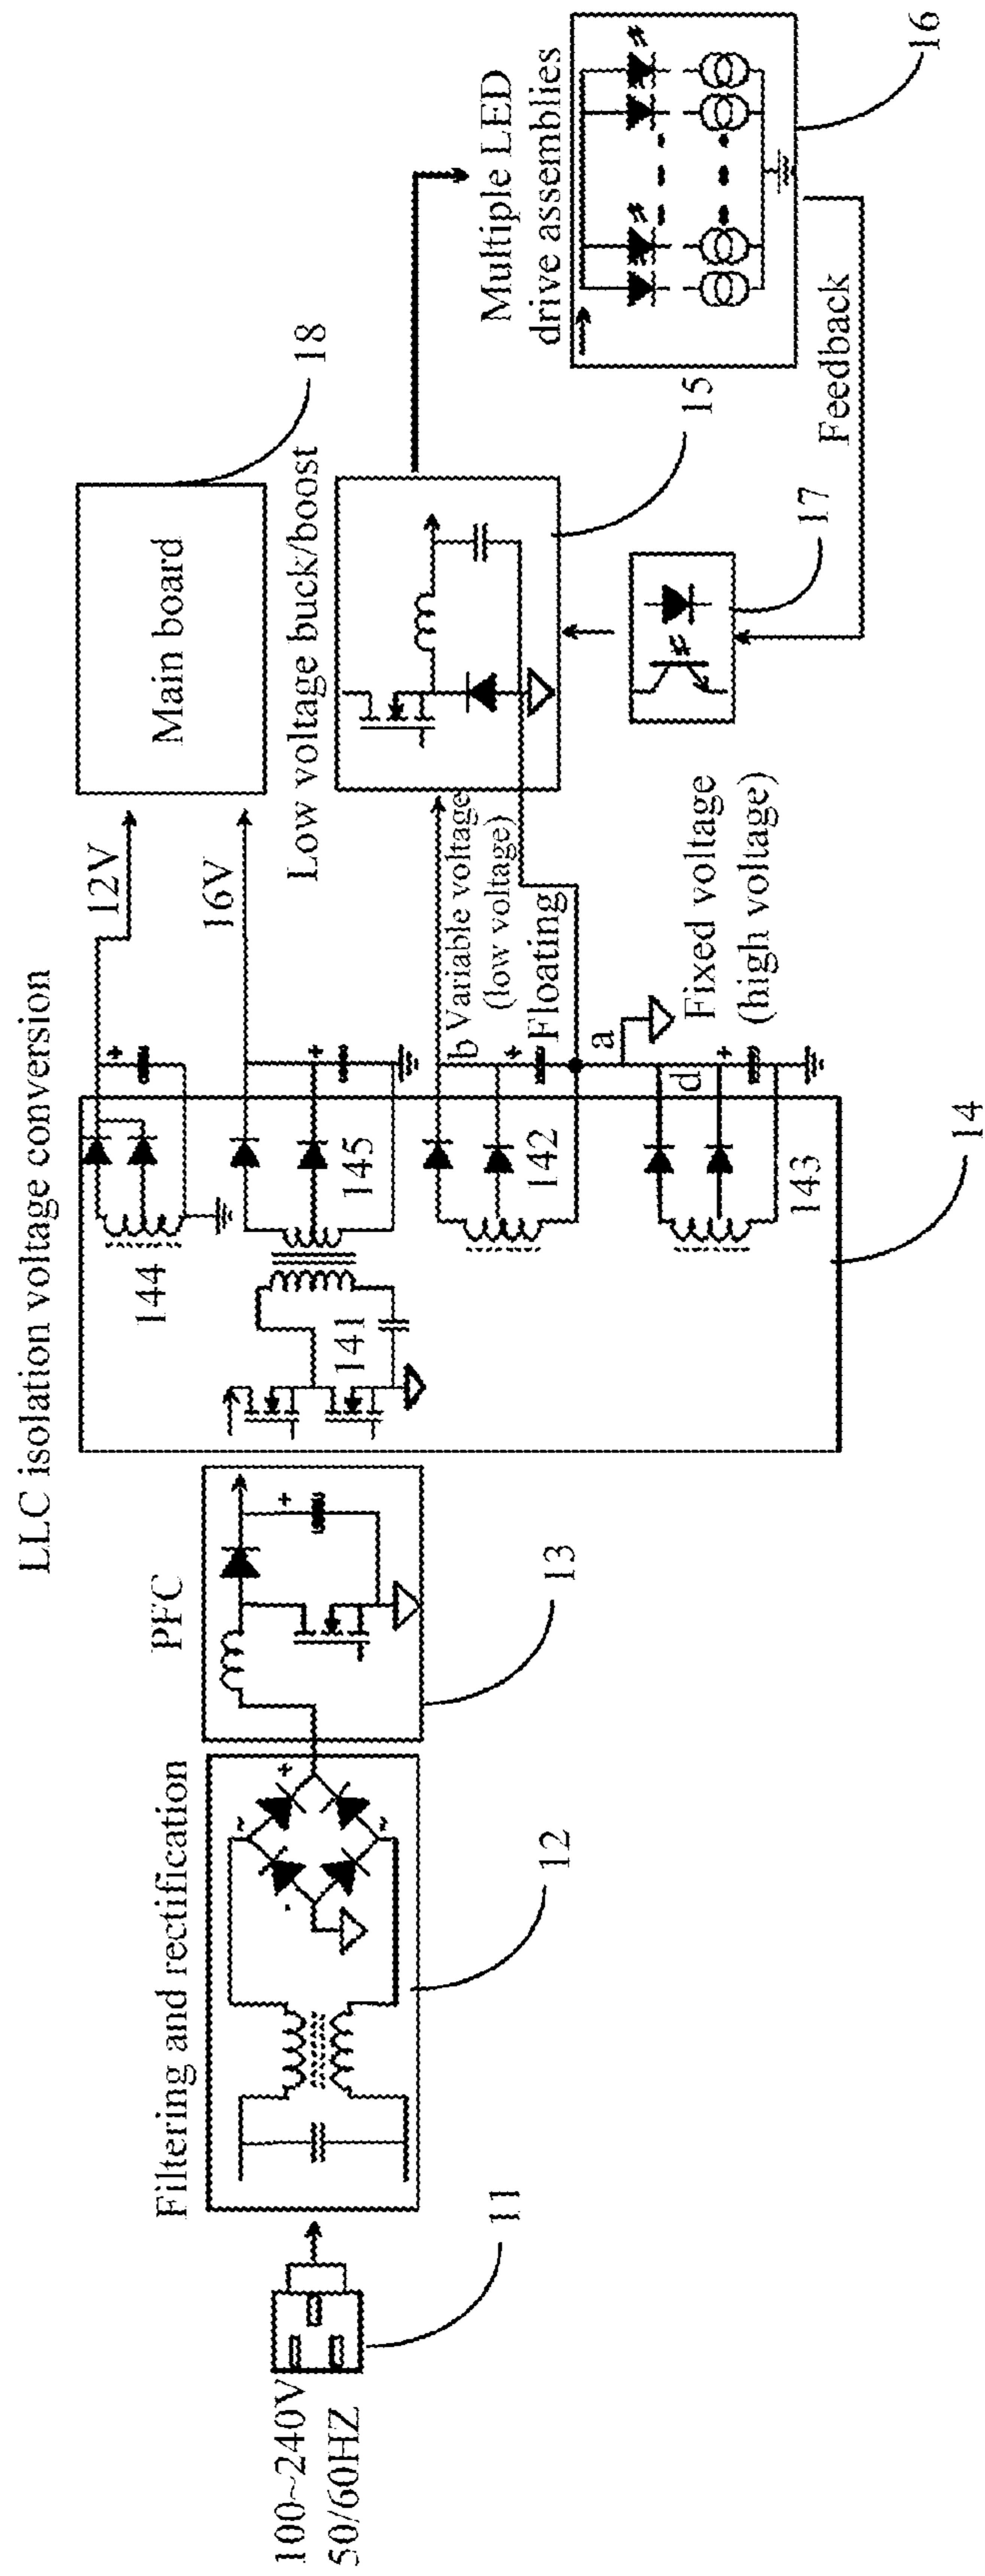 LLC isolation voltage conversion
100~240V
50/60HZ
11
Filtering and rectification
12
PFC
13
14
141
144
145
142
143
12V
16V
Main board
18
Low voltage buck/boost
15
b Variable voltage
(low voltage)
Floating
a
d
Fixed voltage
(high voltage)
17
Feedback
Multiple LED
drive assemblies
16